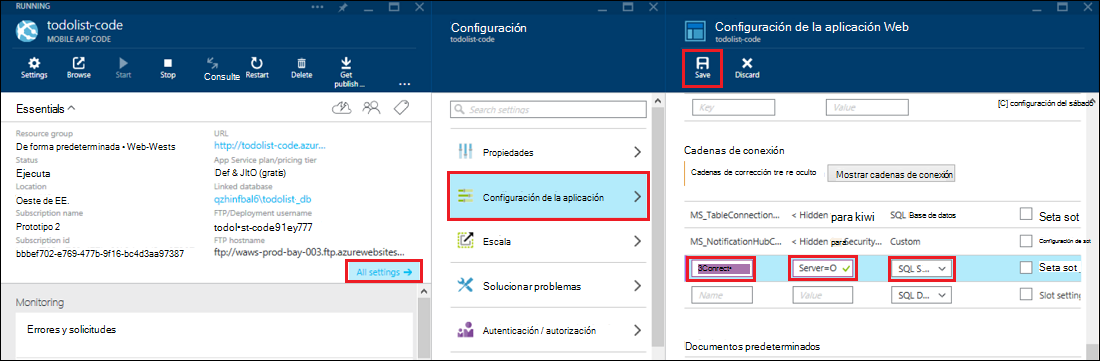 RUNNING
todolist-code
MOBILE APP CODE
Settings
Browse
Start
Stop
Consulte
Restart
Delete
Get
publish ...
Essentials
Resource group
De forma predeterminada • Web-Wests
Status
Ejecuta
Location
Oeste de EE.
Subscription name
Prototipo 2
Subscription id
bbbef702-e769-477b-9f16-bc4d3aa97387
URL
http://todolist-code.azur...
App Service plan/pricing tier
Def & JltO (gratis)
Linked database
qzhinfbal6\todolist_db
FTP/Deployment username
todol•st-code91ey777
FTP hostname
ftp://waws-prod-bay-003.ftp.azurewebsites...
All settings →
Monitoring
Errores y solicitudes
Configuración
todolist-code
Search settings
Propiedades
Configuración de la aplicación
Escala
Solucionar problemas
Autenticación / autorización
Configuración de la aplicación Web
todolist-code
Save
Discard
Key
Value
[C] configuración del sábado
Cadenas de conexión
Cadenas de corrección tre re oculto
Mostrar cadenas de conexión
MS_TableConnection... < Hidden para kiwi SQL Base de datos Seta sot
MS_NotificationHubC... < Hidden para Security... Custom Configuración de sot
3Conrect• Server=O SQL S... Seta sot
Name Value SQL D... Slot setting
Documentos predeterminados